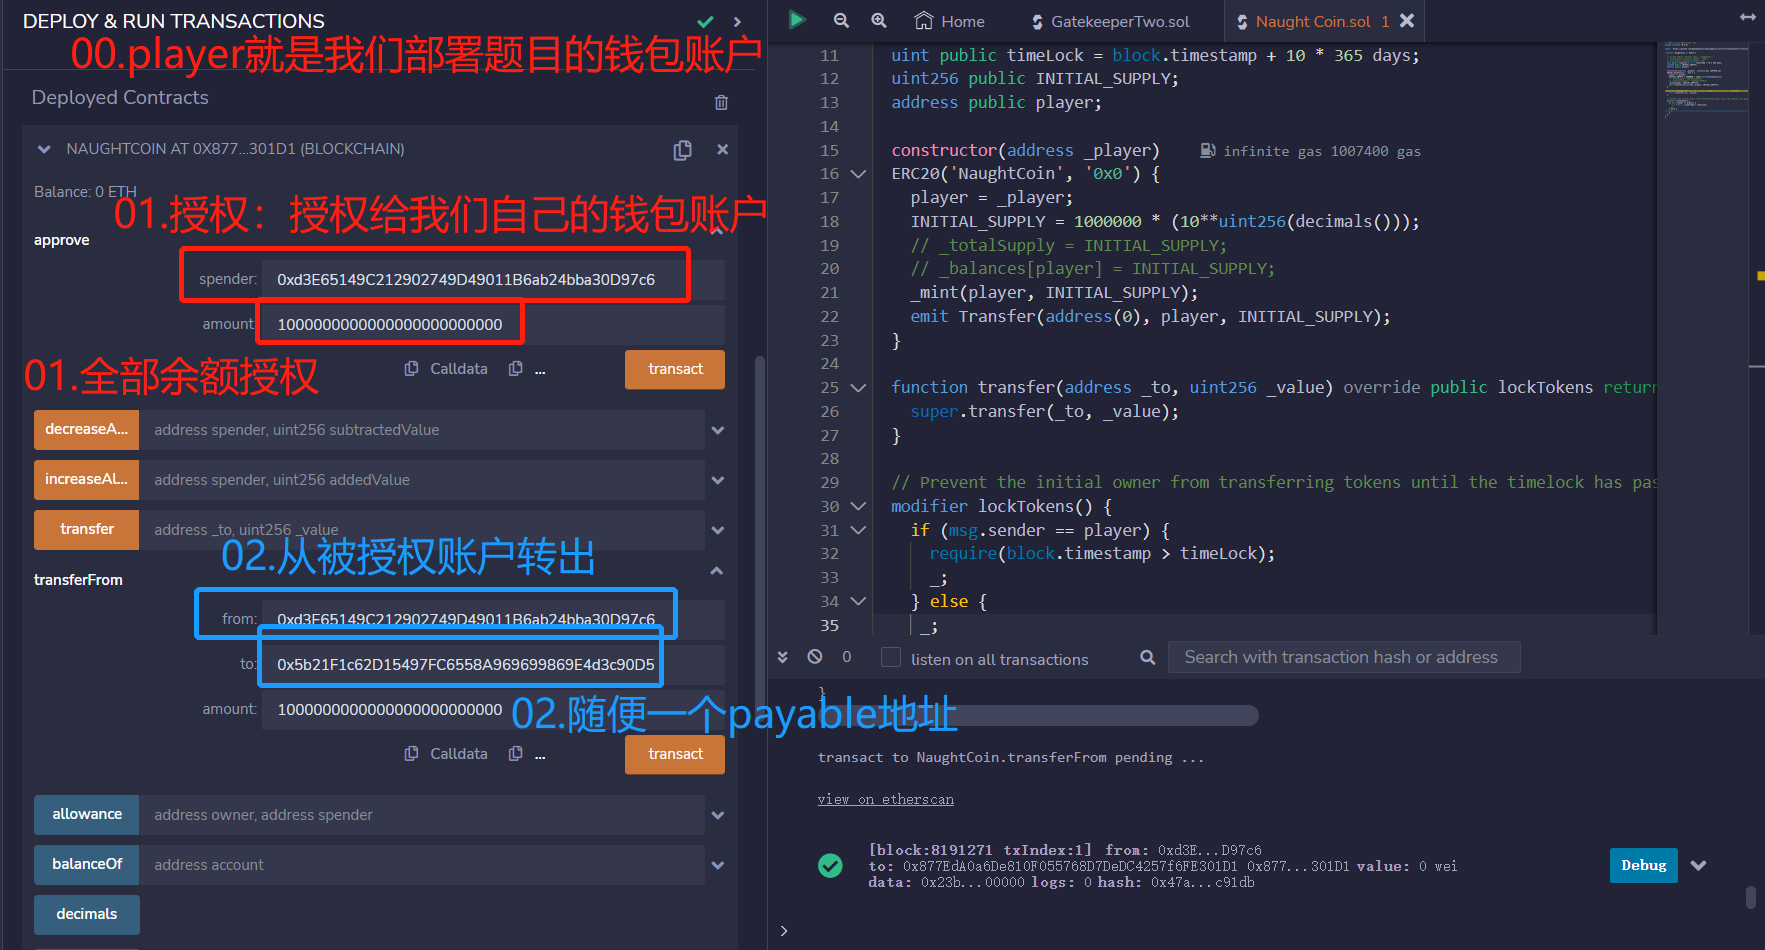 DEPLOY & RUN TRANSACTIONS
00.player就是我们部署题目的钱包账户
Deployed Contracts
NAUGHTCOIN AT 0X877...301D1 (BLOCKCHAIN)
Balance: 0 ETH
01.授权：授权给我们自己的钱包账户
approve
spender: 0xd3E65149C212902749D49011B6ab24bba30D97c6
amount: 1000000000000000000000000
Calldata ...
transact
01.全部余额授权
decreaseA... address spender, uint256 subtractedValue
increaseAl... address spender, uint256 addedValue
transfer address _to, uint256 _value
02.从被授权账户转出
transferFrom
from: 0xd3E65149C212902749D49011B6ab24bba30D97c6
to: 0x5b21F1c62D15497FC6558A969699869E4d3c90D5
amount: 1000000000000000000000000
02.随便一个payable地址
Calldata ...
transact
allowance address owner, address spender
balanceOf address account
decimals
Home GatekeeperTwo.sol Naught Coin.sol 1
11 uint public timeLock = block.timestamp + 10 * 365 days;
12 uint256 public INITIAL_SUPPLY;
13 address public player;
14
15 constructor(address _player) infinite gas 1007400 gas
16 ERC20('NaughtCoin', '0x0') {
17 player = _player;
18 INITIAL_SUPPLY = 1000000 * (10**uint256(decimals()));
19 // _totalSupply = INITIAL_SUPPLY;
20 // _balances[player] = INITIAL_SUPPLY;
21 _mint(player, INITIAL_SUPPLY);
22 emit Transfer(address(0), player, INITIAL_SUPPLY);
23 }
24
25 function transfer(address _to, uint256 _value) override public lockTokens return
26 super.transfer(_to, _value);
27 }
28
29 // Prevent the initial owner from transferring tokens until the timelock has pas
30 modifier lockTokens() {
31 if (msg.sender == player) {
32 require(block.timestamp > timeLock);
33 _;
34 } else {
35 _;
0 listen on all transactions Search with transaction hash or address
}
transact to NaughtCoin.transferFrom pending ...
view on etherscan
[block:8191271 txIndex:1] from: 0xd3E...D97c6
to: 0x877EdA0a6De810F055768D7DeDC4257f6FE301D1 0x877...301D1 value: 0 wei
data: 0x23b...00000 logs: 0 hash: 0x47a...c91db
Debug
>